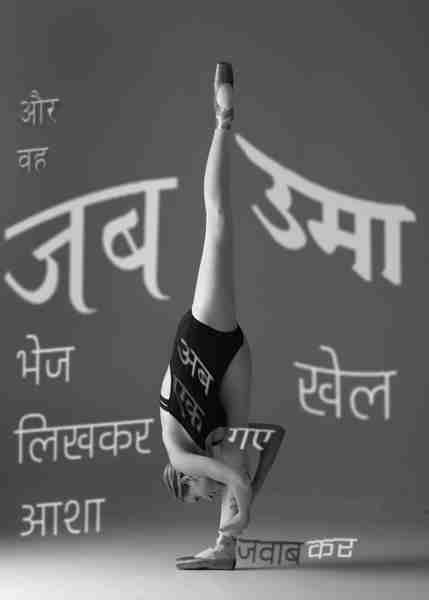 और
वह
जब उमा
भेज
खेल
अब
एक
लिखकर गए
आशा
जवाब कर